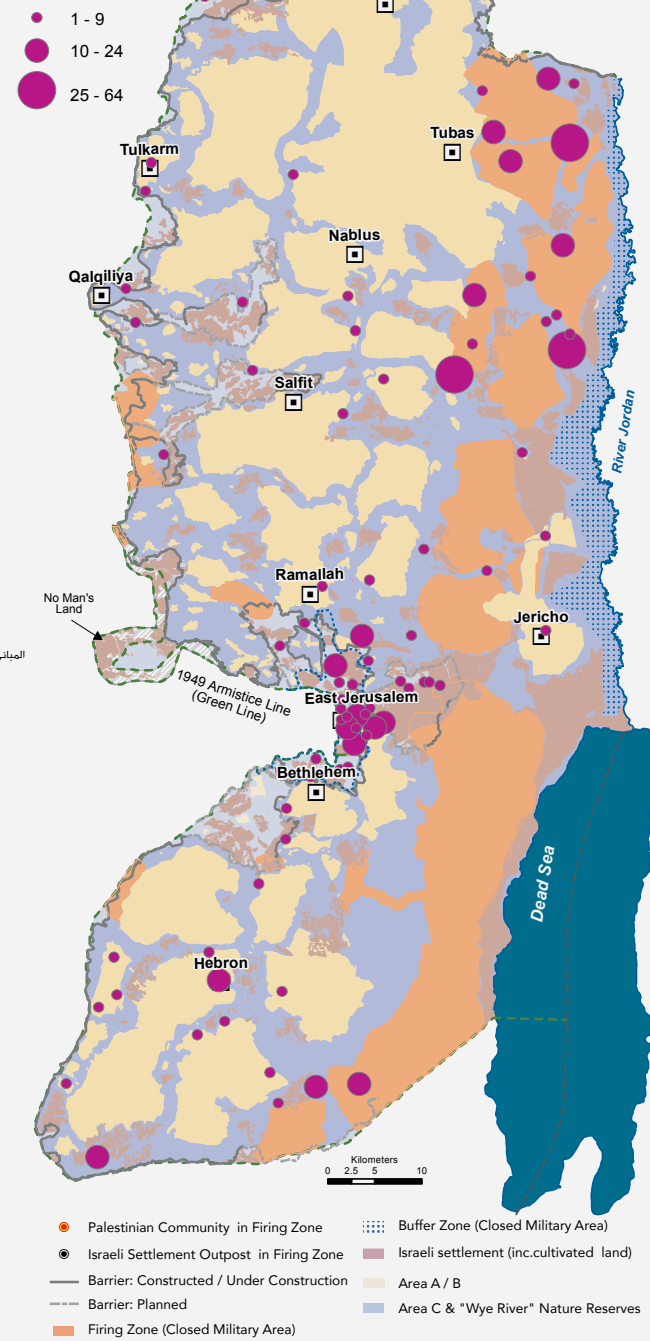 1 - 9
10 - 24
25 - 64
Tulkarm
Tubas
Nablus
Qalqiliya
Salfit
River Jordan
Ramallah
No Man's
Land
Jericho
المباني
1949 Armistice Line
(Green Line)
East Jerusalem
Bethlehem
Dead Sea
Hebron
Kilometers
0 2.5 5 10
Palestinian Community in Firing Zone
Israeli Settlement Outpost in Firing Zone
Barrier: Constructed / Under Construction
Barrier: Planned
Firing Zone (Closed Military Area)
Buffer Zone (Closed Military Area)
Israeli settlement (inc.cultivated land)
Area A / B
Area C & "Wye River" Nature Reserves